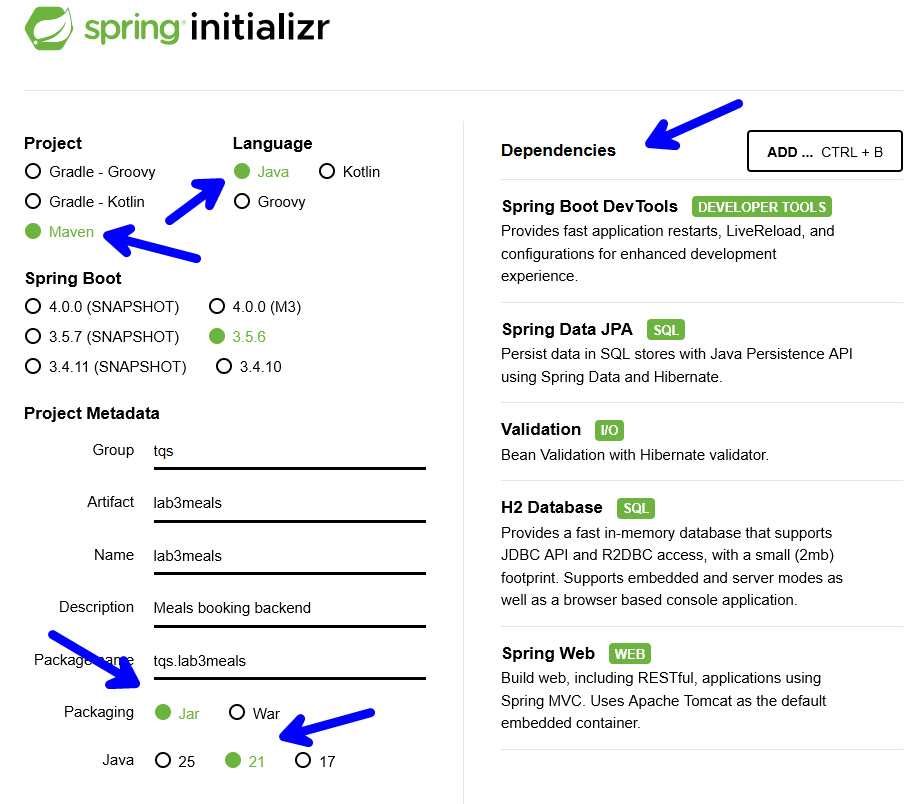 spring initializr
Project
Gradle - Groovy
Gradle - Kotlin
Maven
Language
Java Kotlin
Groovy
Spring Boot
4.0.0 (SNAPSHOT) 4.0.0 (M3)
3.5.7 (SNAPSHOT) 3.5.6
3.4.11 (SNAPSHOT) 3.4.10
Project Metadata
Group tqs
Artifact lab3meals
Name lab3meals
Description Meals booking backend
Package name tqs.lab3meals
Packaging Jar War
Java 25 21 17
Dependencies ADD ... CTRL + B
Spring Boot DevTools DEVELOPER TOOLS
Provides fast application restarts, LiveReload, and
configurations for enhanced development
experience.
Spring Data JPA SQL
Persist data in SQL stores with Java Persistence API
using Spring Data and Hibernate.
Validation I/O
Bean Validation with Hibernate validator.
H2 Database SQL
Provides a fast in-memory database that supports
JDBC API and R2DBC access, with a small (2mb)
footprint. Supports embedded and server modes as
well as a browser based console application.
Spring Web WEB
Build web, including RESTful, applications using
Spring MVC. Uses Apache Tomcat as the default
embedded container.